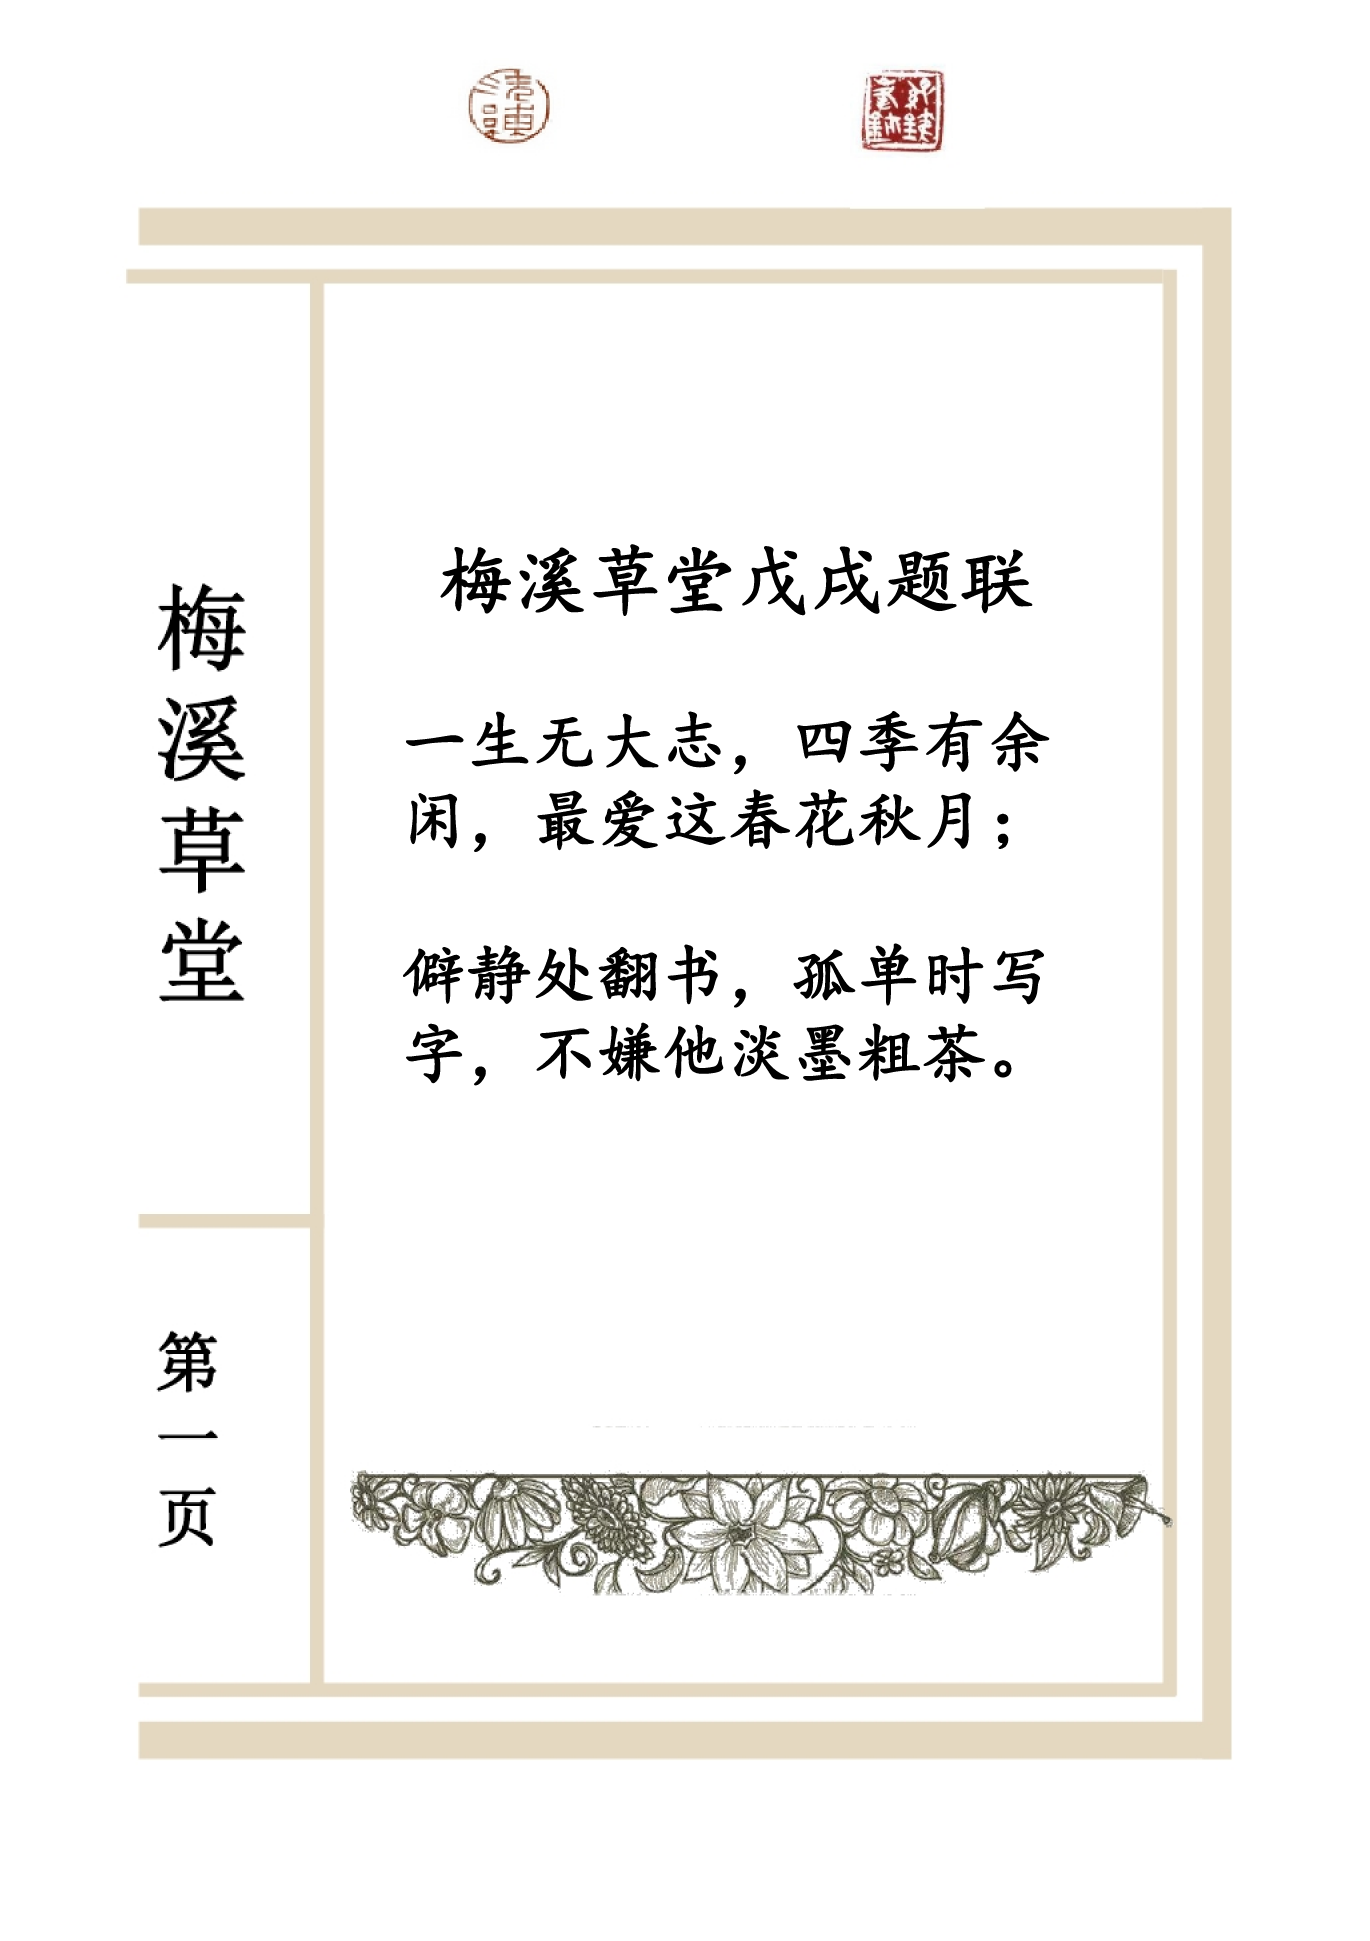 梅溪草堂戊戌题联
一生无大志，四季有余
闲，最爱这春花秋月；
僻静处翻书，孤单时写
字，不嫌他淡墨粗茶。
梅溪草堂
第一页